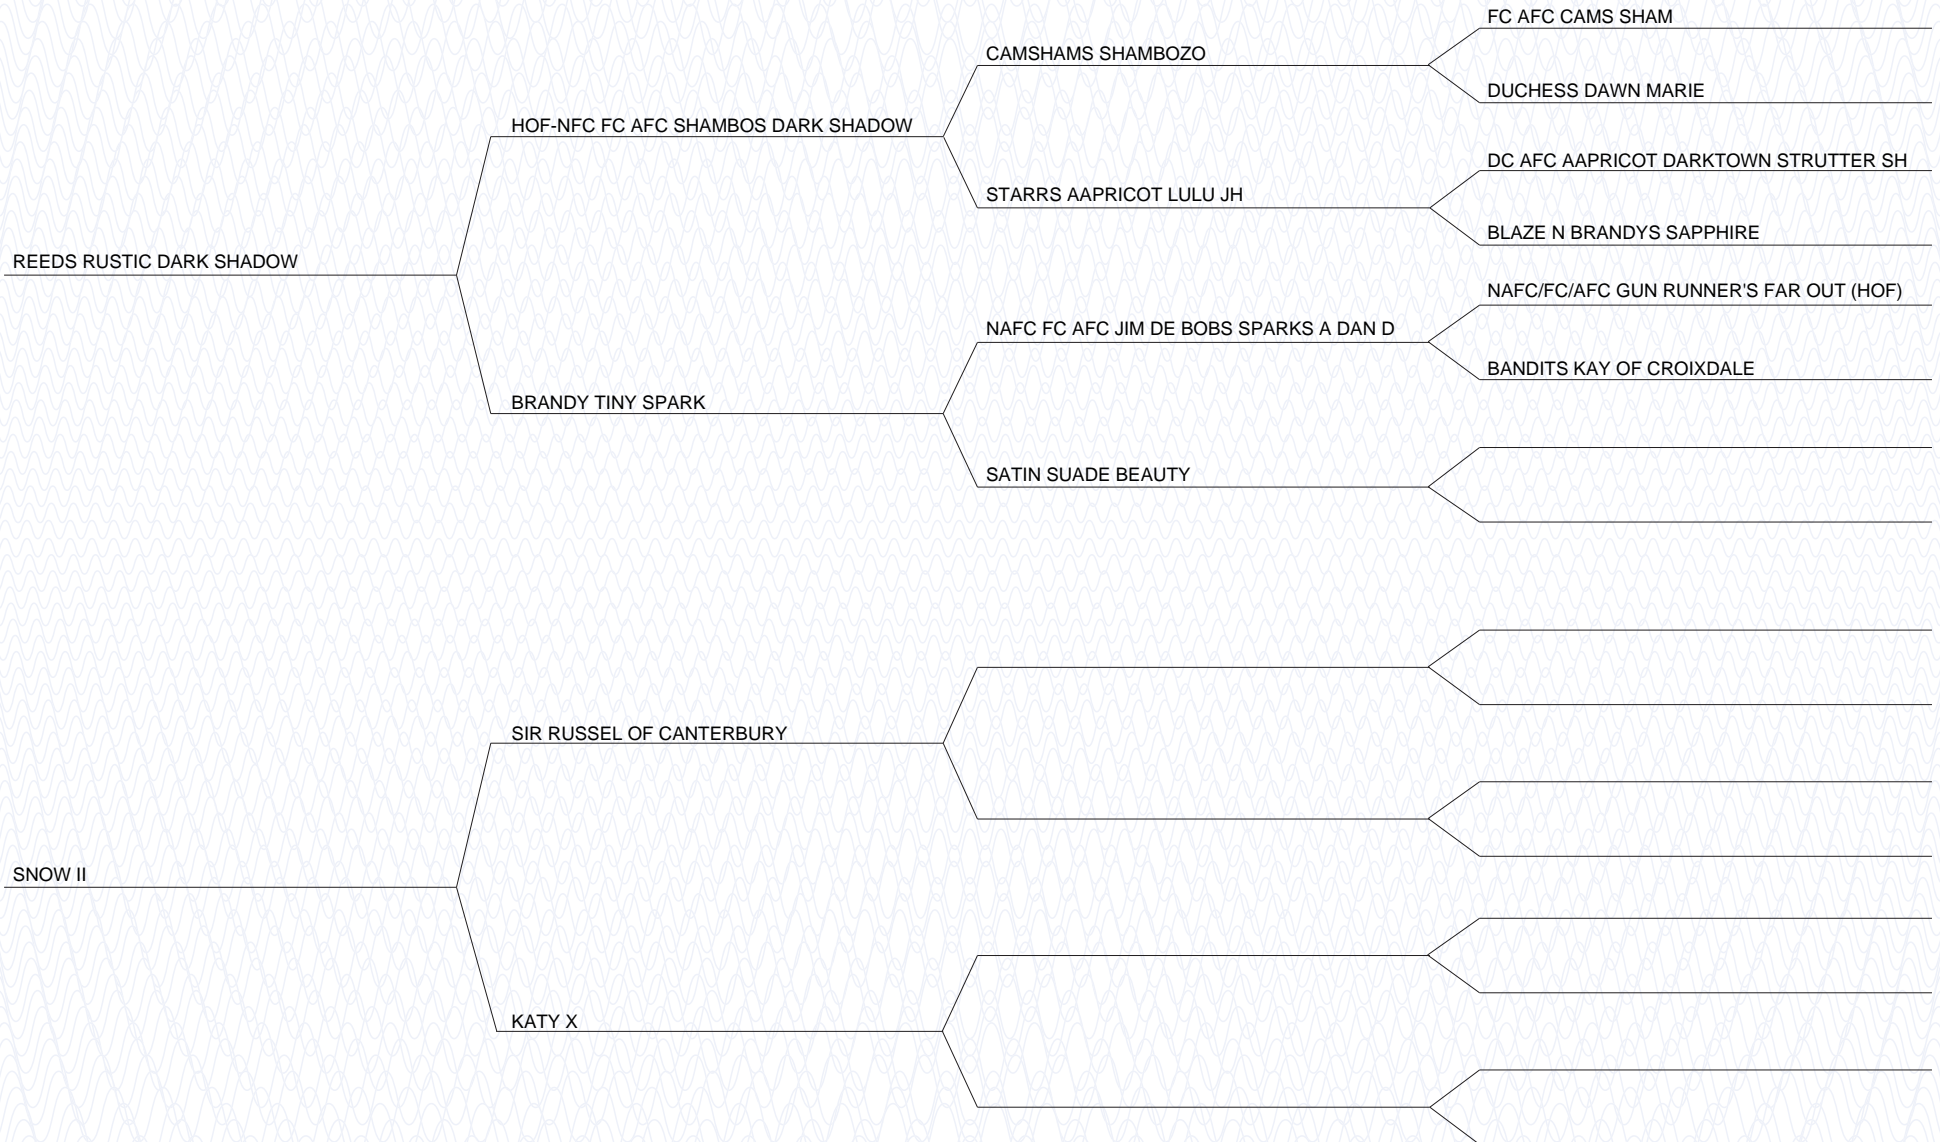 FC AFC CAMS SHAM
CAMSHAMS SHAMBOZO
DUCHESS DAWN MARIE
HOF-NFC FC AFC SHAMBOS DARK SHADOW
DC AFC AAPRICOT DARKTOWN STRUTTER SH
STARRS AAPRICOT LULU JH
BLAZE N BRANDYS SAPPHIRE
REEDS RUSTIC DARK SHADOW
NAFC/FC/AFC GUN RUNNER'S FAR OUT (HOF)
NAFC FC AFC JIM DE BOBS SPARKS A DAN D
BANDITS KAY OF CROIXDALE
BRANDY TINY SPARK
SATIN SUADE BEAUTY
SIR RUSSEL OF CANTERBURY
SNOW II
KATY X